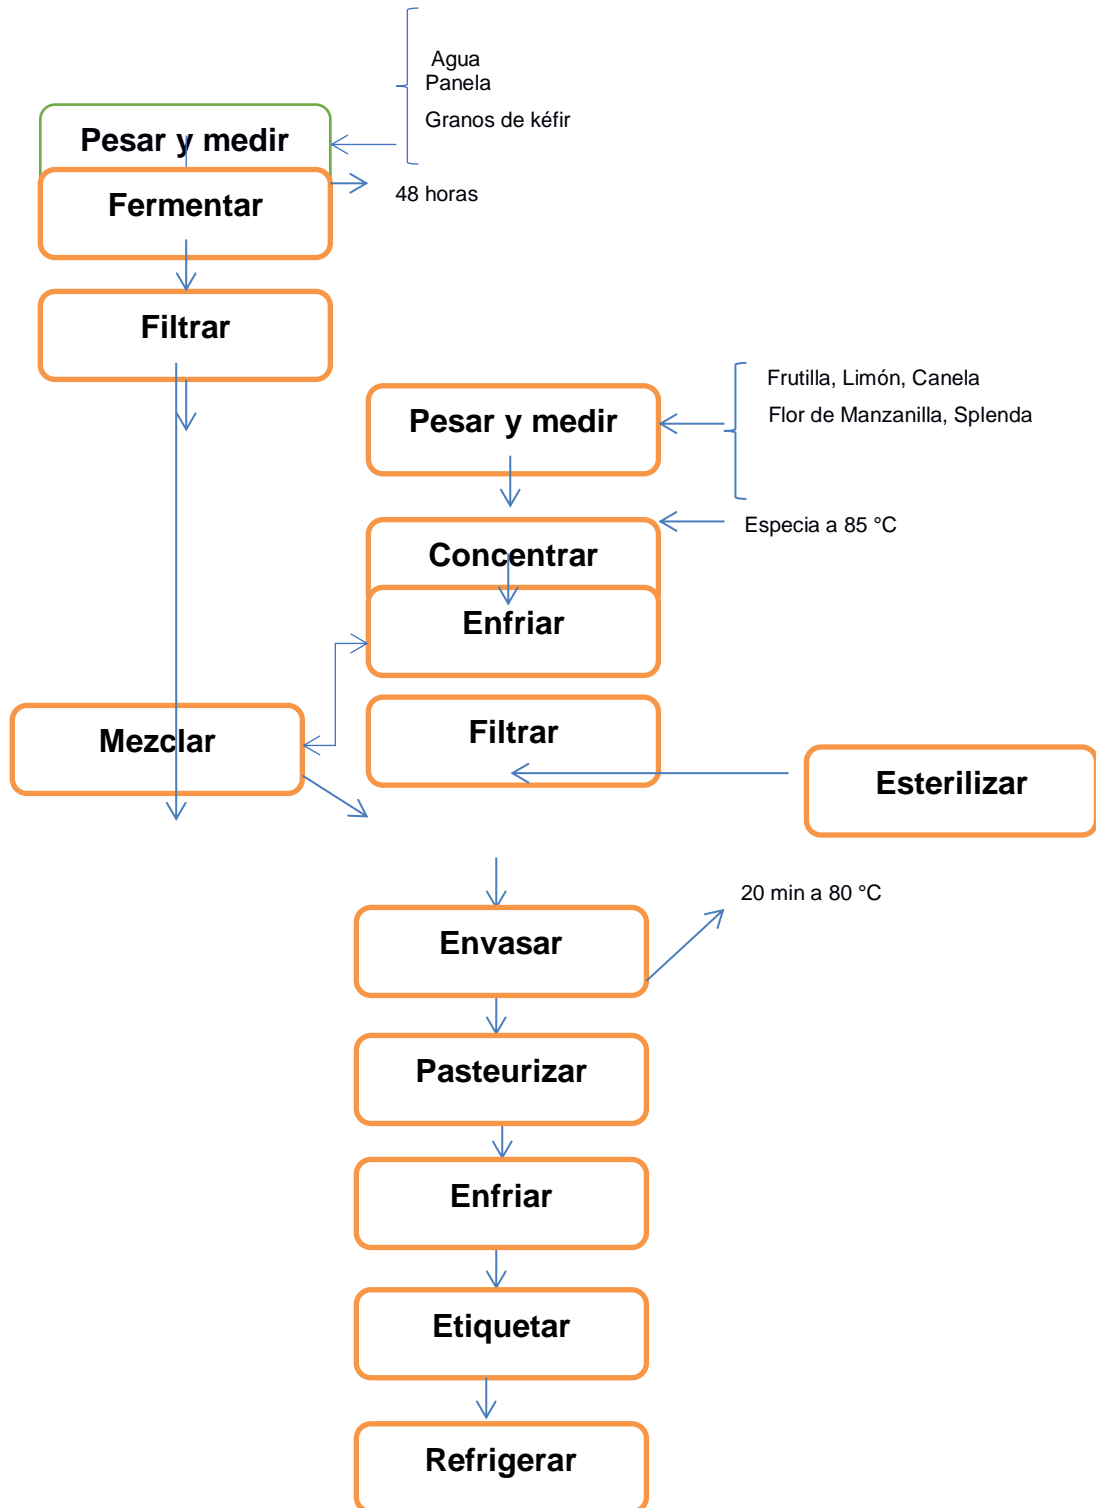 Agua
Panela
Granos de kéfir
Pesar y medir
48 horas
Fermentar
Filtrar
Frutilla, Limón, Canela
Flor de Manzanilla, Splenda
Pesar y medir
Especia a 85 °C
Concentrar
Enfriar
Filtrar
Mezclar
Esterilizar
20 min a 80 °C
Envasar
Pasteurizar
Enfriar
Etiquetar
Refrigerar